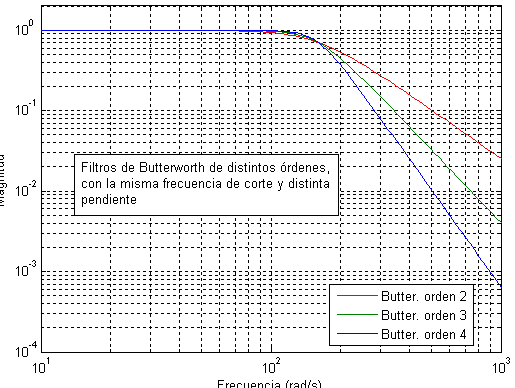 10^0
10^-1
10^-2
10^-3
10^-4
Magnitud
Filtros de Butterworth de distintos órdenes,
con la misma frecuencia de corte y distinta
pendiente
Butter. orden 2
Butter. orden 3
Butter. orden 4
10^1
10^2
10^3
Frecuencia (rad/s)